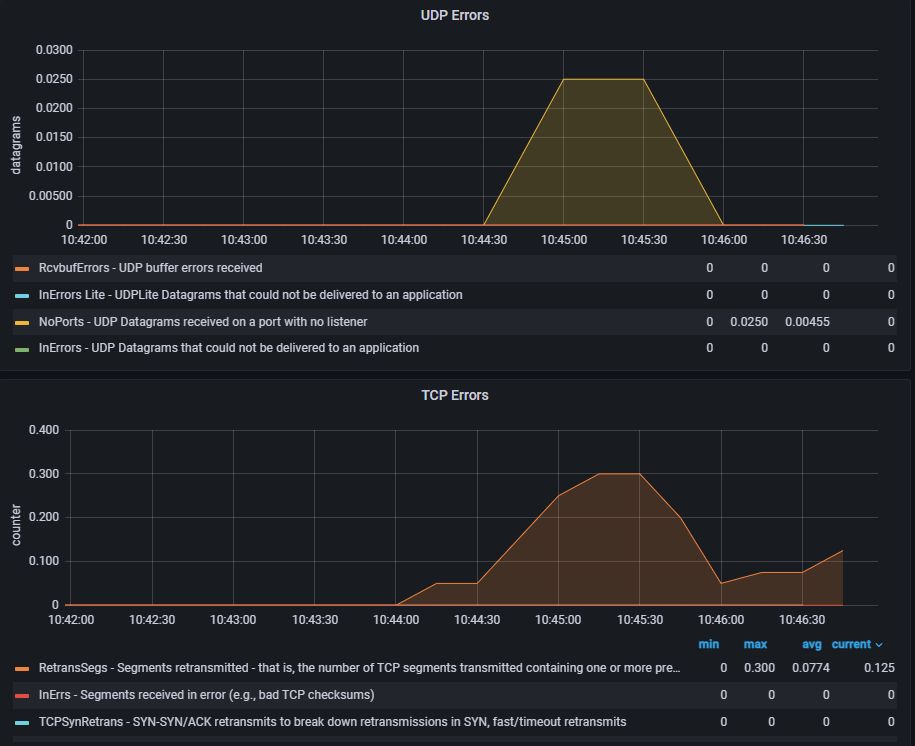 UDP Errors
0.0300
0.0250
0.0200
0.0150
0.0100
0.00500
0
datagrams
10:42:00 10:42:30 10:43:00 10:43:30 10:44:00 10:44:30 10:45:00 10:45:30 10:46:00 10:46:30
RcvbufErrors - UDP buffer errors received 0 0 0 0
InErrors Lite - UDPLite Datagrams that could not be delivered to an application 0 0 0 0
NoPorts - UDP Datagrams received on a port with no listener 0 0.0250 0.00455 0
InErrors - UDP Datagrams that could not be delivered to an application 0 0 0 0
TCP Errors
0.400
0.300
0.200
0.100
0
counter
10:42:00 10:42:30 10:43:00 10:43:30 10:44:00 10:44:30 10:45:00 10:45:30 10:46:00 10:46:30
min max avg current
RetransSegs - Segments retransmitted - that is, the number of TCP segments transmitted containing one or more pre... 0 0.300 0.0774 0.125
InErrs - Segments received in error (e.g., bad TCP checksums) 0 0 0 0
TCPSynRetrans - SYN-SYN/ACK retransmits to break down retransmissions in SYN, fast/timeout retransmits 0 0 0 0